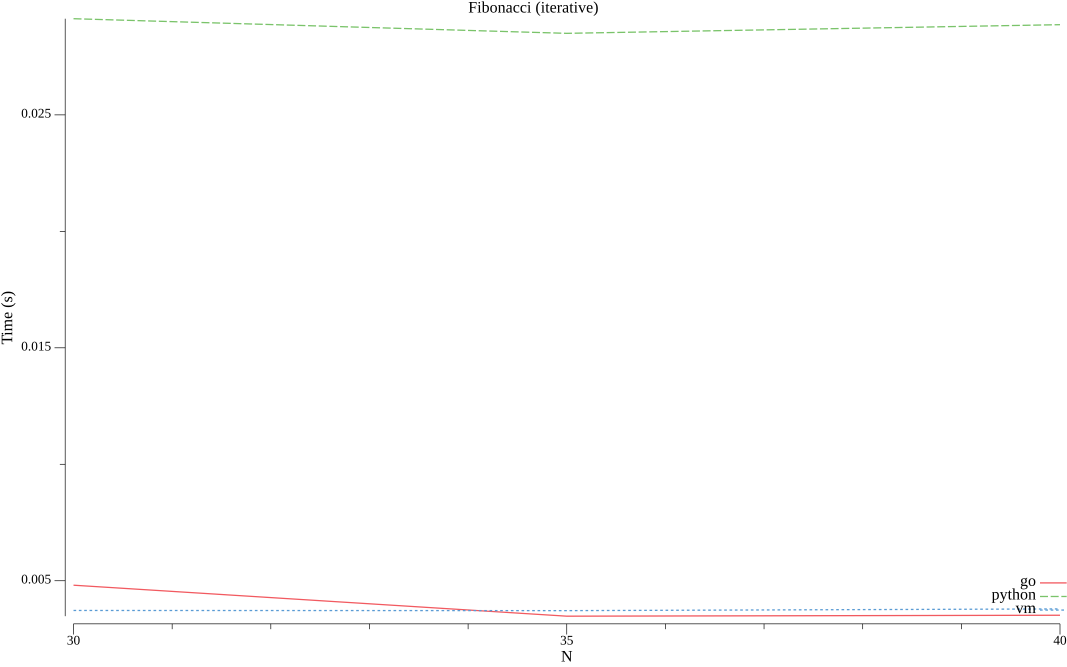 Fibonacci (iterative)
0.025
Time (s)
0.015
0.005
go
python
vm
30
35
40
N